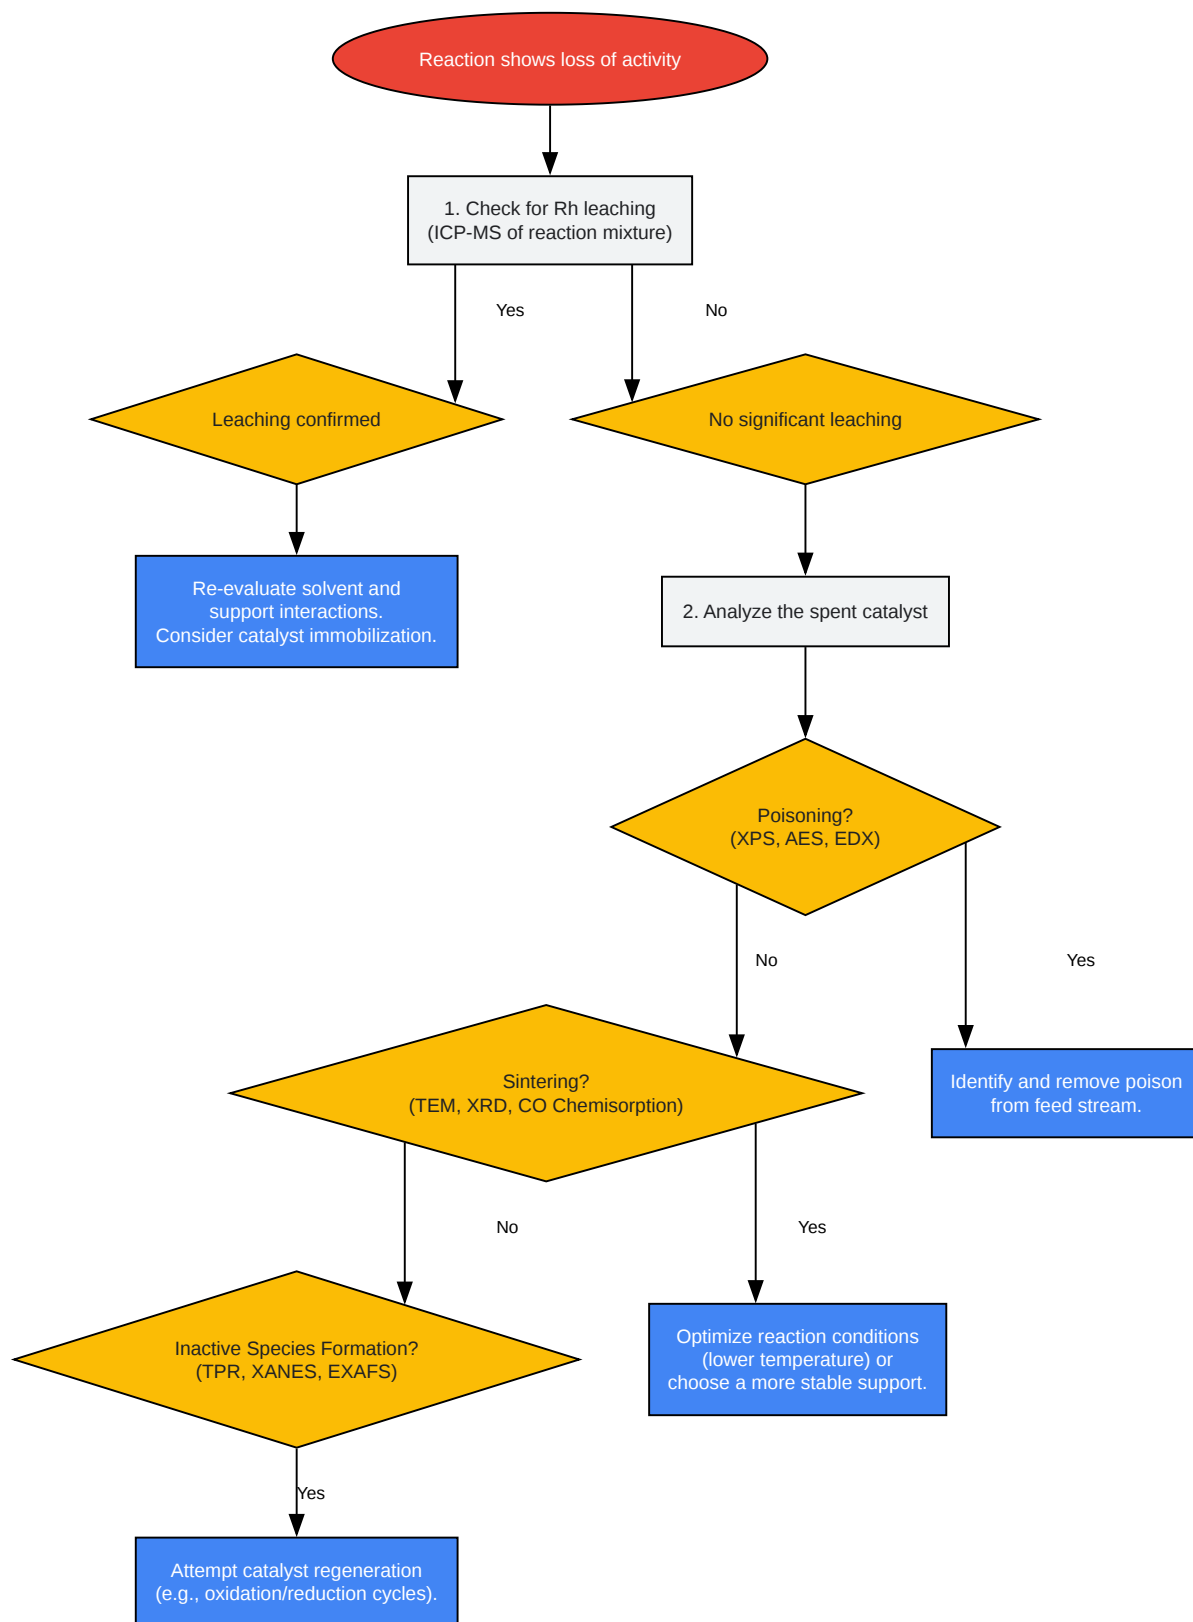 Reaction shows loss of activity
1. Check for Rh leaching
(ICP-MS of reaction mixture)
Yes
No
Leaching confirmed
No significant leaching
Re-evaluate solvent and
support interactions.
Consider catalyst immobilization.
2. Analyze the spent catalyst
Poisoning?
(XPS, AES, EDX)
No
Yes
Sintering?
(TEM, XRD, CO Chemisorption)
Identify and remove poison
from feed stream.
No
Yes
Inactive Species Formation?
(TPR, XANES, EXAFS)
Optimize reaction conditions
(lower temperature) or
choose a more stable support.
Yes
Attempt catalyst regeneration
(e.g., oxidation/reduction cycles).